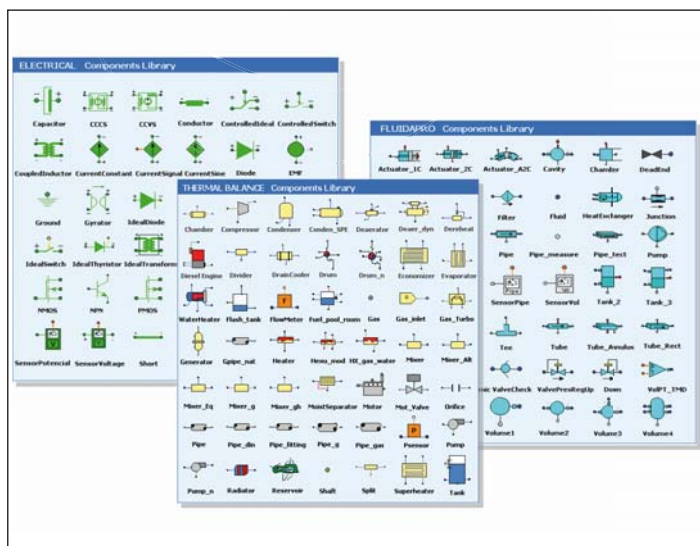 ELECTRICAL Components Library
Capacitor CCCS CCVS Conductor ControlledIdeal ControlledSwitch
CoupledInductor CurrentConstant CurrentSignal CurrentSine Diode EMF
Ground Gyrator IdealDiode
IdealSwitch IdealThyristor IdealTransform
NMOS NPN PMOS
SensorPotencial SensorVoltage Short
FLUIDAPRO Components Library
Actuator_1C Actuator_2C Actuator_A2C Cavity Chamber DeadEnd
Filter Fluid HeatExchanger Junction
Pipe Pipe_measure Pipe_rect Pump
SensorPipe SensorVol Tank_2 Tank_3
Tee Tube Tube_Annulus Tube_Rect
ValveCheck ValvePresRegUp Down VolPT_TMD
Volume1 Volume2 Volume3 Volume4
THERMAL BALANCE Components Library
Chamber Compressor Condenser Conden_SPE Deaerator Deaer_dyn Dereheat
Diesel Engine Divider DrainCooler Drum Drum_n Economizer Evaporator
WaterHeater Flash_tank FlowMeter Fuel_pool_room Gas Gas_inlet Gas_Turbo
Generator Gpipe_nat Heater Hexu_mod HX_gas_water Mixer Mixer_Alt
Mixer_Eq Mixer_g Mixer_gh MoistSeparator Motor Mot_Valve Orifice
Pipe Pipe_din Pipe_fitting Pipe_g Pipe_gas Psensor Pump
Pump_n Radiator Reservoir Shaft Split Superheater Tank